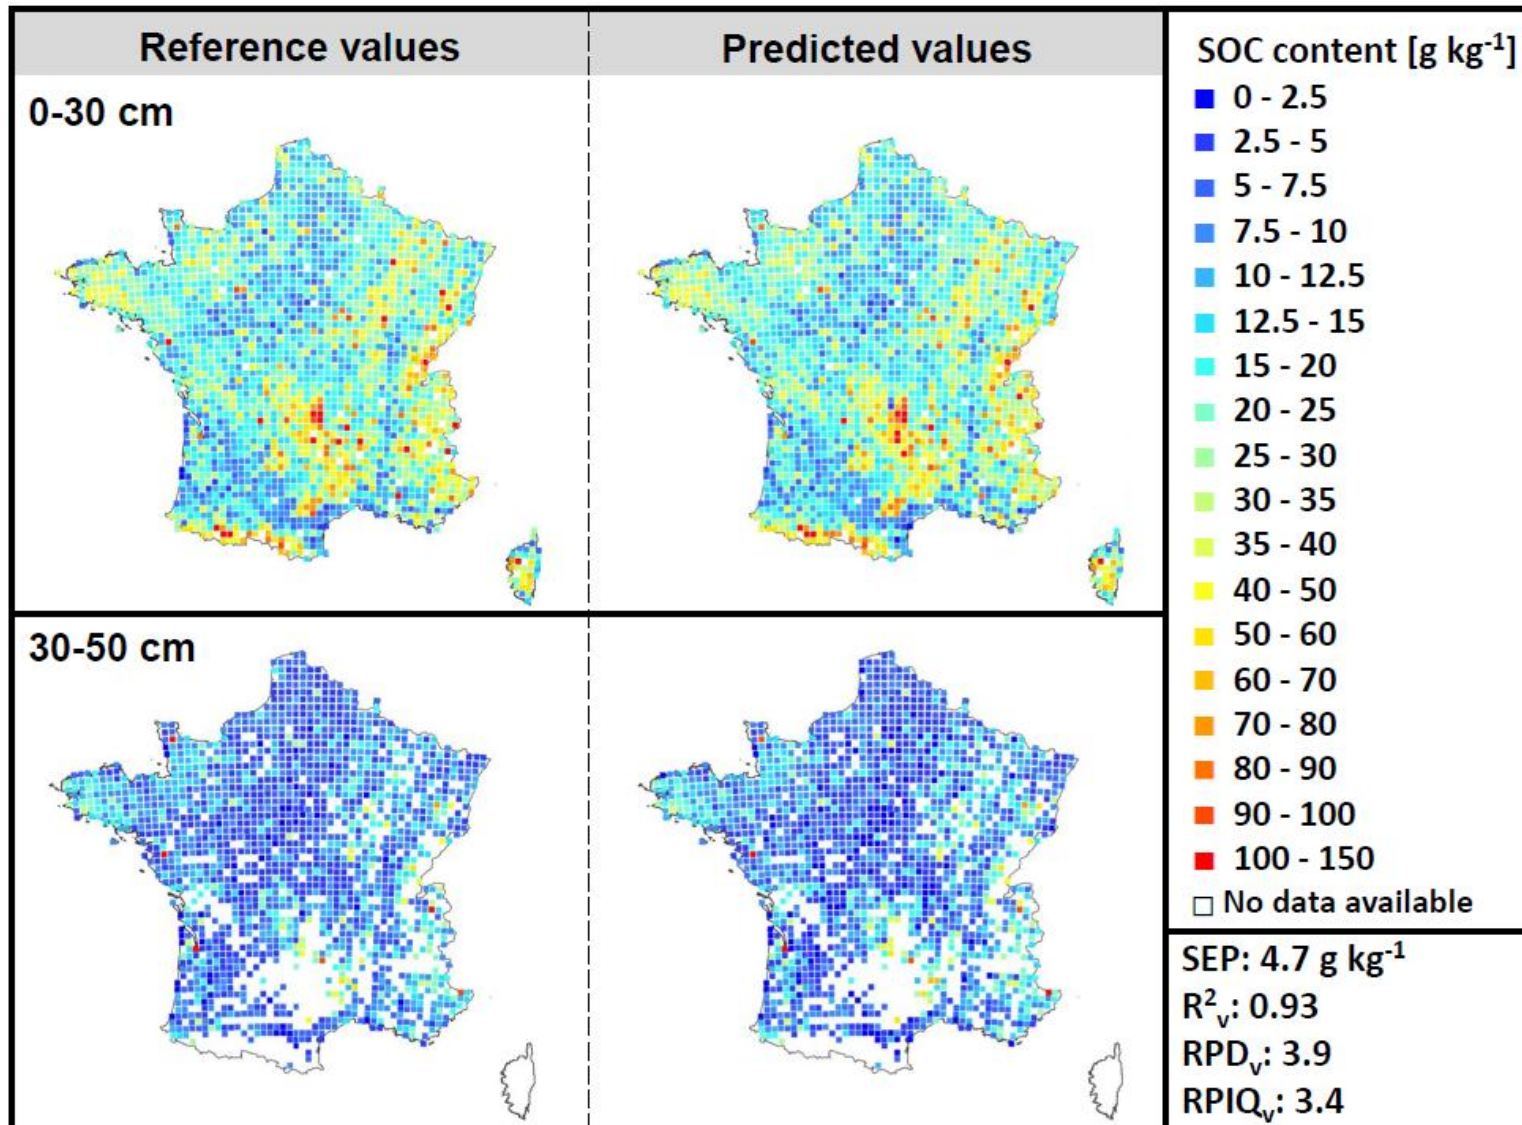 Reference values
Predicted values
0-30 cm
30-50 cm
SOC content [g kg⁻¹]
0 - 2.5
2.5 - 5
5 - 7.5
7.5 - 10
10 - 12.5
12.5 - 15
15 - 20
20 - 25
25 - 30
30 - 35
35 - 40
40 - 50
50 - 60
60 - 70
70 - 80
80 - 90
90 - 100
100 - 150
No data available
SEP: 4.7 g kg⁻¹
R²ᵥ: 0.93
RPDᵥ: 3.9
RPIQᵥ: 3.4